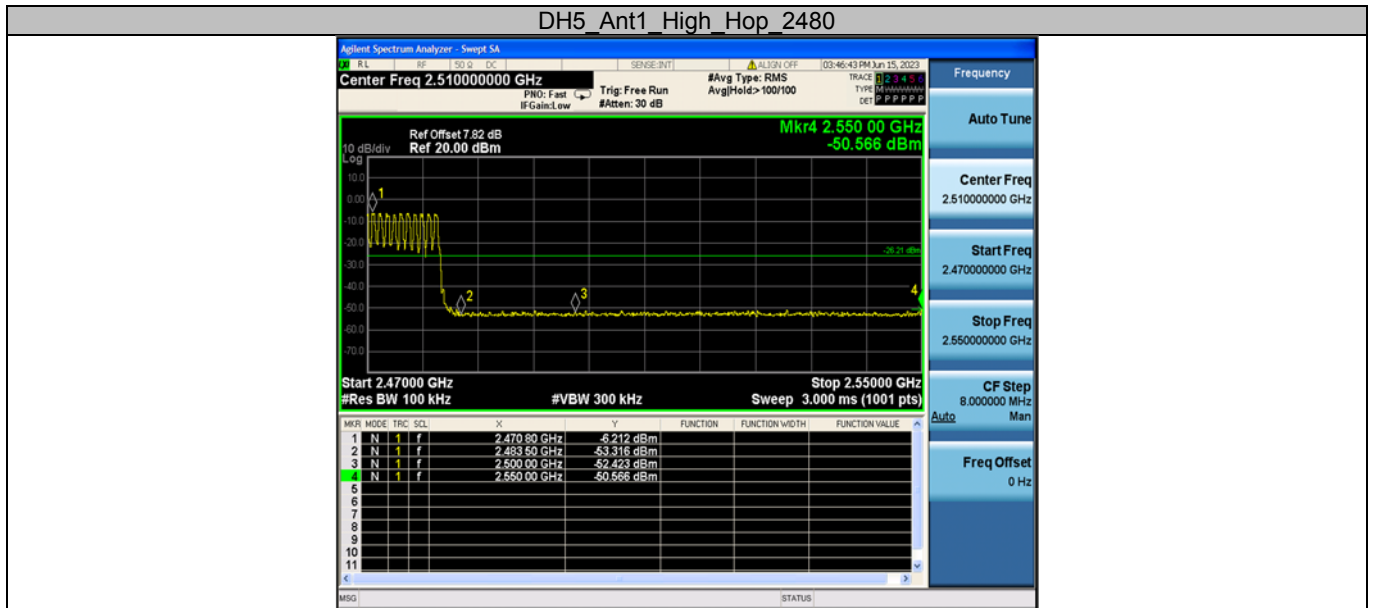 DH5_Ant1_High_Hop_2480
Agilent Spectrum Analyzer - Swept SA
RL RF 50 Ω DC SENSE:INT ALIGN OFF 03:46:43 PM Jun 15, 2023
Center Freq 2.510000000 GHz
PNO: Fast
IFGain:Low
Trig: Free Run
#Atten: 30 dB
#Avg Type: RMS
Avg|Hold:>100/100
TRACE 1 2 3 4 5 6
TYPE M WWWWW
DET P P P P P P
Frequency
Mkr4 2.550 00 GHz
-50.566 dBm
Ref Offset 7.82 dB
10 dB/div Ref 20.00 dBm
Log
10.0
0.00
-10.0
-20.0
-30.0
-40.0
-50.0
-60.0
-70.0
1
2
3
4
-26.21 dBm
Start 2.47000 GHz Stop 2.55000 GHz
#Res BW 100 kHz #VBW 300 kHz Sweep 3.000 ms (1001 pts)
MKR MODE TRC SCL X Y FUNCTION FUNCTION WIDTH FUNCTION VALUE
1 N 1 f 2.470 80 GHz -6.212 dBm
2 N 1 f 2.483 50 GHz -53.316 dBm
3 N 1 f 2.500 00 GHz -52.423 dBm
4 N 1 f 2.550 00 GHz -50.566 dBm
5
6
7
8
9
10
11
MSG STATUS
Auto Tune
Center Freq
2.510000000 GHz
Start Freq
2.470000000 GHz
Stop Freq
2.550000000 GHz
CF Step
8.000000 MHz
Auto Man
Freq Offset
0 Hz